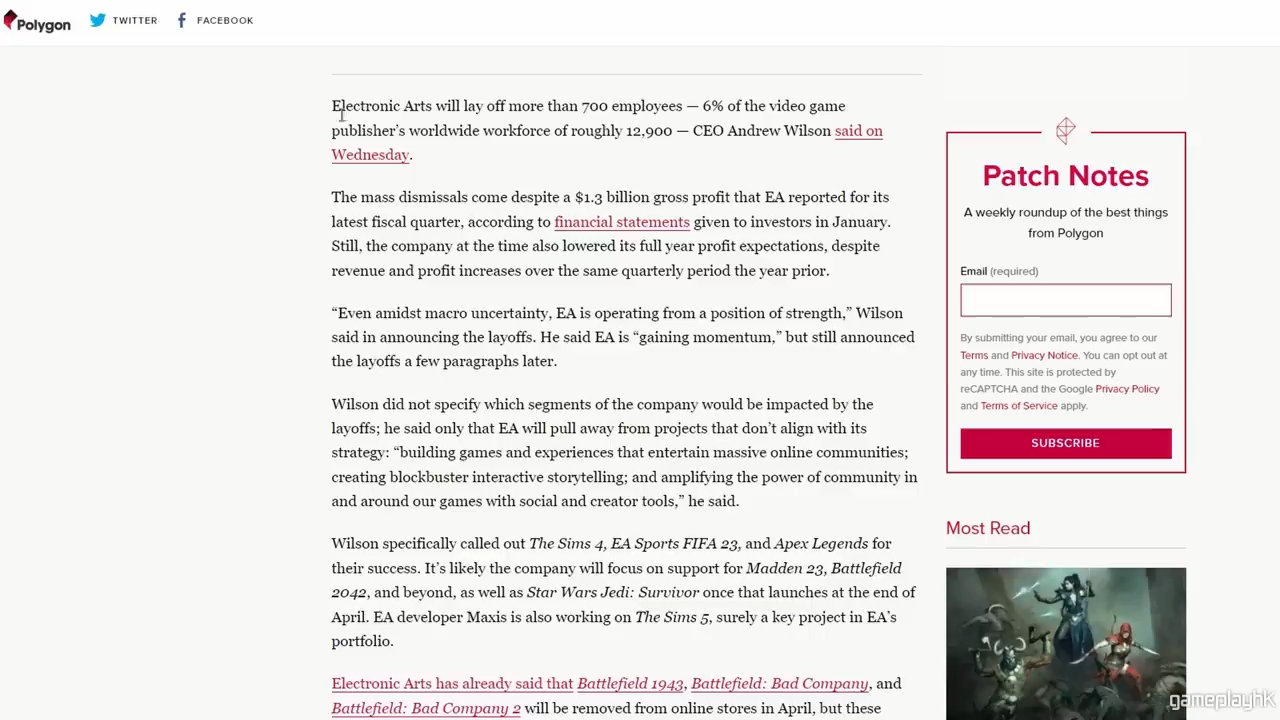 Polygon
TWITTER
FACEBOOK
Electronic Arts will lay off more than 700 employees — 6% of the video game
publisher’s worldwide workforce of roughly 12,900 — CEO Andrew Wilson said on
Wednesday.
The mass dismissals come despite a $1.3 billion gross profit that EA reported for its
latest fiscal quarter, according to financial statements given to investors in January.
Still, the company at the time also lowered its full year profit expectations, despite
revenue and profit increases over the same quarterly period the year prior.
“Even amidst macro uncertainty, EA is operating from a position of strength,” Wilson
said in announcing the layoffs. He said EA is “gaining momentum,” but still announced
the layoffs a few paragraphs later.
Wilson did not specify which segments of the company would be impacted by the
layoffs; he said only that EA will pull away from projects that don’t align with its
strategy: “building games and experiences that entertain massive online communities;
creating blockbuster interactive storytelling; and amplifying the power of community in
and around our games with social and creator tools,” he said.
Wilson specifically called out The Sims 4, EA Sports FIFA 23, and Apex Legends for
their success. It’s likely the company will focus on support for Madden 23, Battlefield
2042, and beyond, as well as Star Wars Jedi: Survivor once that launches at the end of
April. EA developer Maxis is also working on The Sims 5, surely a key project in EA’s
portfolio.
Electronic Arts has already said that Battlefield 1943, Battlefield: Bad Company, and
Battlefield: Bad Company 2 will be removed from online stores in April, but these
Patch Notes
A weekly roundup of the best things
from Polygon
Email (required)
By submitting your email, you agree to our
Terms and Privacy Notice. You can opt out at
any time. This site is protected by
reCAPTCHA and the Google Privacy Policy
and Terms of Service apply.
SUBSCRIBE
Most Read
gameplayhk